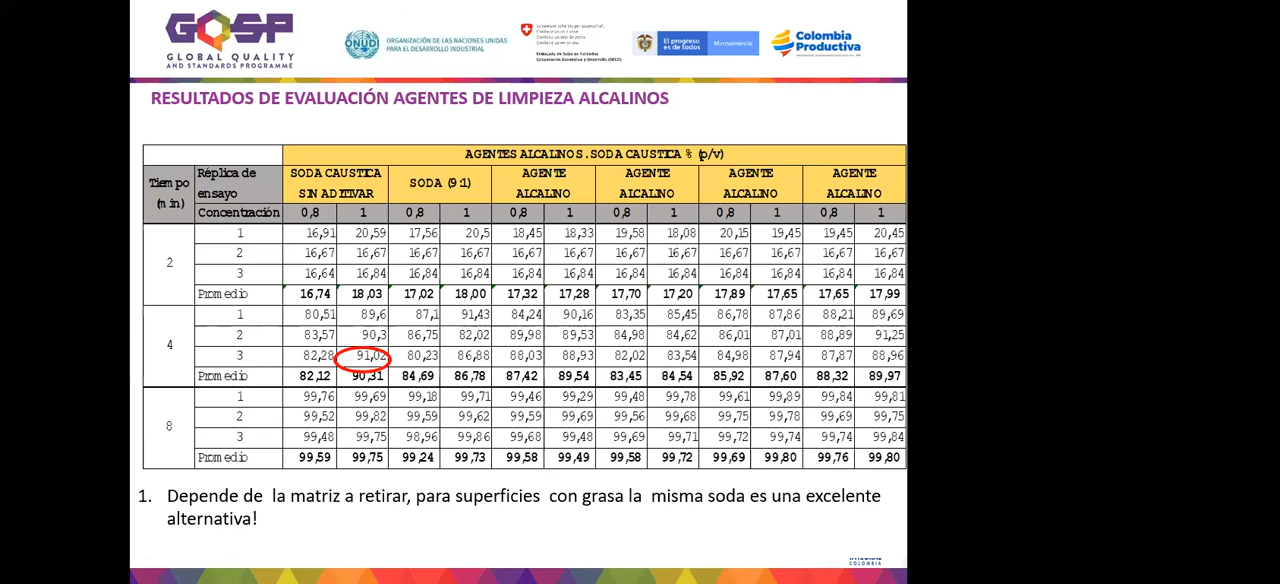 GQSP
GLOBAL QUALITY
AND STANDARDS PROGRAMME
ONUDI
ORGANIZACIÓN DE LAS NACIONES UNIDAS
PARA EL DESARROLLO INDUSTRIAL
El progreso
es de todos
Mincomercio
Colombia
Productiva
RESULTADOS DE EVALUACIÓN AGENTES DE LIMPIEZA ALCALINOS
AGENTES ALCALINOS. SODA CAUSTICA % (p/v)
Tiempo (min) Réplica de ensayo SODA CAUSTICA SIN ADITIVAR SODA (9:1) AGENTE ALCALINO AGENTE ALCALINO AGENTE ALCALINO AGENTE ALCALINO
Concentración 0,8 1 0,8 1 0,8 1 0,8 1 0,8 1 0,8 1
2
1 16,91 20,59 17,56 20,5 18,45 18,33 19,58 18,08 20,15 19,45 19,45 20,45
2 16,67 16,67 16,67 16,67 16,67 16,67 16,67 16,67 16,67 16,67 16,67 16,67
3 16,64 16,84 16,84 16,84 16,84 16,84 16,84 16,84 16,84 16,84 16,84 16,84
Promedio 16,74 18,03 17,02 18,00 17,32 17,28 17,70 17,20 17,89 17,65 17,65 17,99
4
1 80,51 89,6 87,1 91,43 84,24 90,16 83,35 85,45 86,78 87,86 88,21 89,69
2 83,57 90,3 86,75 82,02 89,98 89,53 84,98 84,62 86,01 87,01 88,89 91,25
3 82,28 91,02 80,23 86,88 88,03 88,93 82,02 83,54 84,98 87,94 87,87 88,96
Promedio 82,12 90,31 84,69 86,78 87,42 89,54 83,45 84,54 85,92 87,60 88,32 89,97
8
1 99,76 99,69 99,18 99,71 99,46 99,29 99,48 99,78 99,61 99,89 99,84 99,81
2 99,52 99,82 99,59 99,62 99,59 99,69 99,56 99,68 99,75 99,78 99,69 99,75
3 99,48 99,75 98,96 99,86 99,68 99,48 99,69 99,71 99,72 99,74 99,74 99,84
Promedio 99,59 99,75 99,24 99,73 99,58 99,49 99,58 99,72 99,69 99,80 99,76 99,80
1. Depende de la matriz a retirar, para superficies con grasa la misma soda es una excelente
alternativa!
COLOMBIA